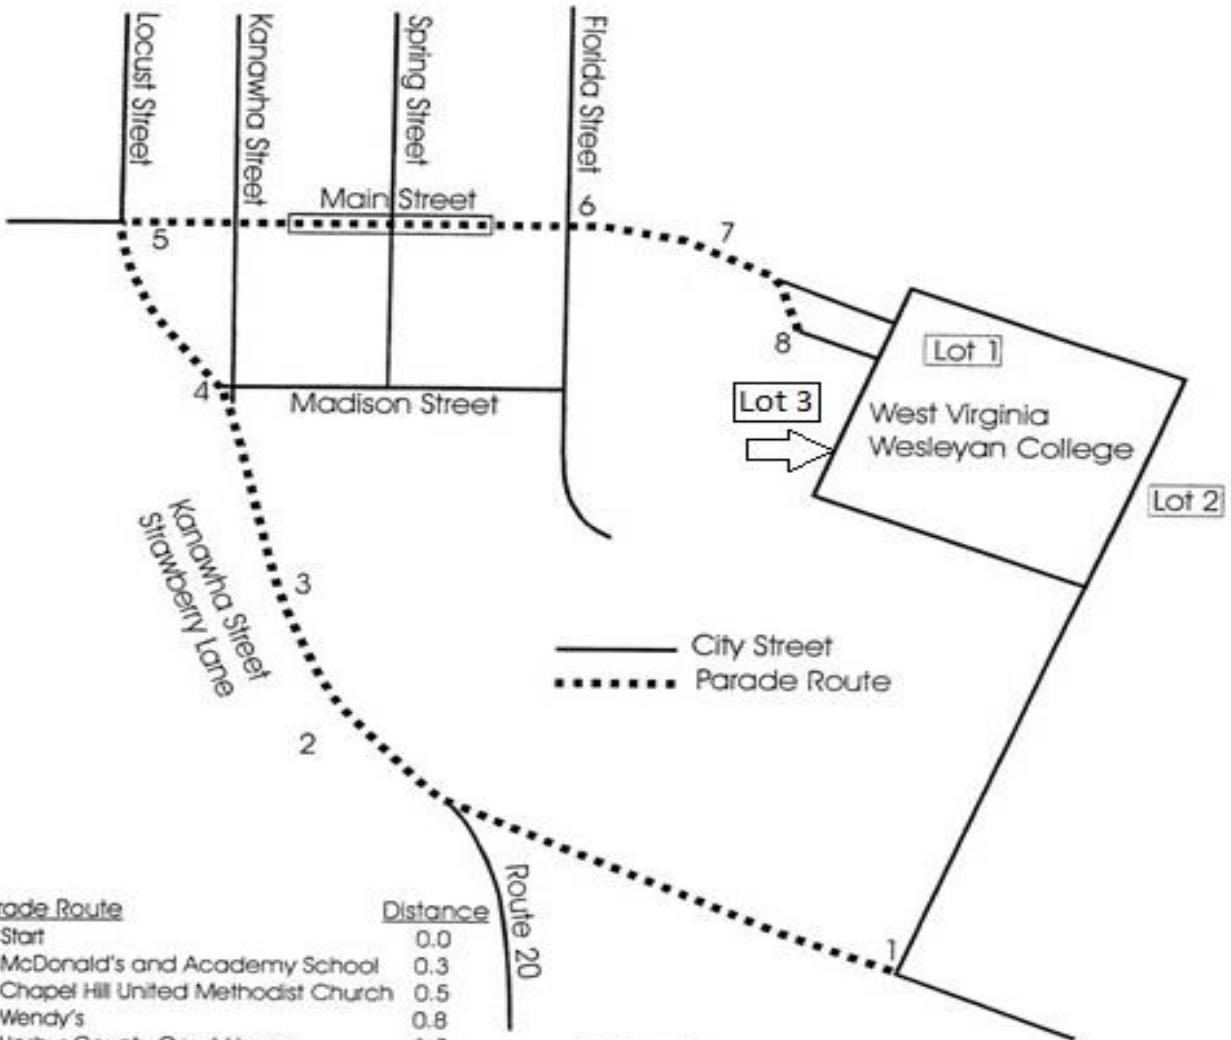 Locust Street
Kanawha Street
Spring Street
Florida Street
Main Street
6
7
5
8
Lot 1
4
Madison Street
Lot 3
West Virginia
Wesleyan College
Lot 2
Kanawha Street
Strawberry Lane
3
City Street
Parade Route
2
Route 20
1
rade Route Distance
Start 0.0
McDonald's and Academy School 0.3
Chapel Hill United Methodist Church 0.5
Wendy's 0.8